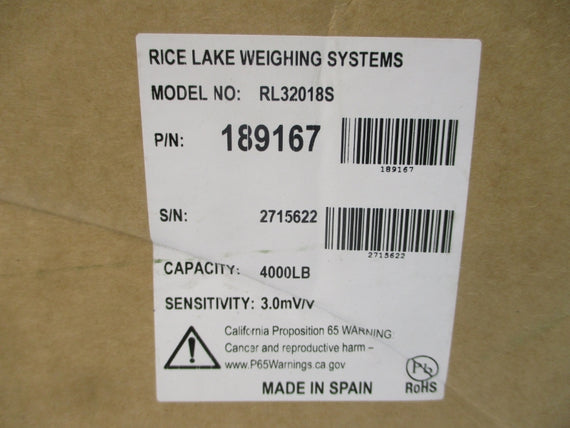 RICE LAKE WEIGHING SYSTEMS
MODEL NO: RL32018S
P/N: 189167
189167
S/N: 2715622
2715622
CAPACITY: 4000LB
SENSITIVITY: 3.0mV/v
California Proposition 65 WARNING:
Cancer and reproductive harm –
www.P65Warnings.ca.gov
Pb
RoHS
MADE IN SPAIN